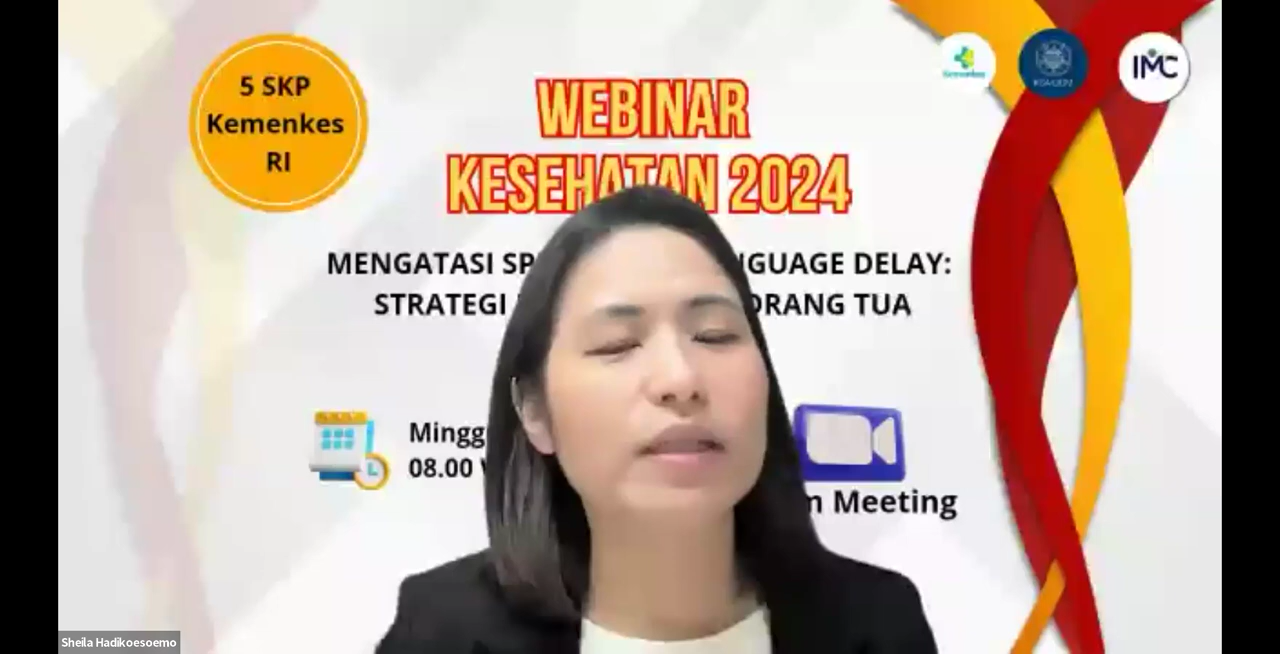 5 SKP
Kemenkes
RI
IMC
WEBINAR
KESEHATAN 2024
MENGATASI SP NGUAGE DELAY:
STRATEGI ORANG TUA
Mingg
08.00
m Meeting
Sheila Hadikoesoemo